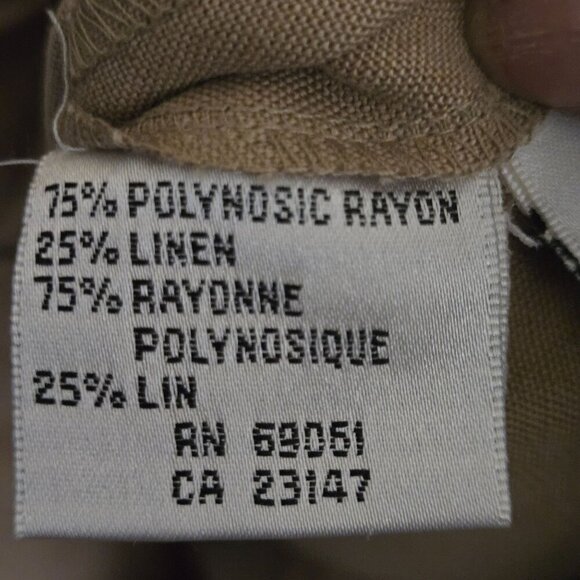 75% POLYNOSIC RAYON
25% LINEN
75% RAYONNE
POLYNOSIQUE
25% LIN
RN 69061
CA 23147